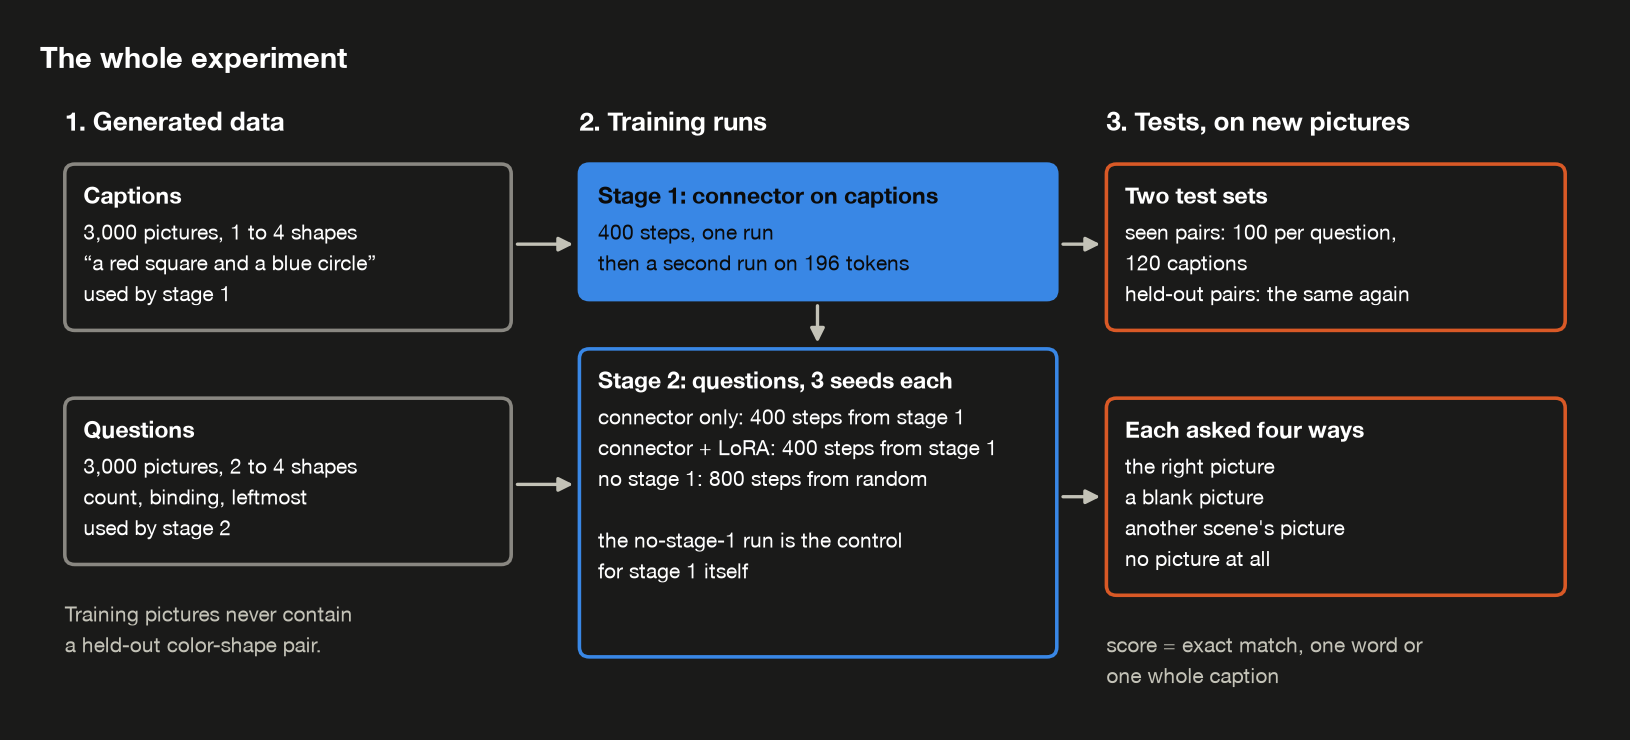 The whole experiment
1. Generated data
Captions
3,000 pictures, 1 to 4 shapes
“a red square and a blue circle”
used by stage 1
Questions
3,000 pictures, 2 to 4 shapes
count, binding, leftmost
used by stage 2
Training pictures never contain
a held-out color-shape pair.
2. Training runs
Stage 1: connector on captions
400 steps, one run
then a second run on 196 tokens
Stage 2: questions, 3 seeds each
connector only: 400 steps from stage 1
connector + LoRA: 400 steps from stage 1
no stage 1: 800 steps from random
the no-stage-1 run is the control
for stage 1 itself
3. Tests, on new pictures
Two test sets
seen pairs: 100 per question,
120 captions
held-out pairs: the same again
Each asked four ways
the right picture
a blank picture
another scene's picture
no picture at all
score = exact match, one word or
one whole caption